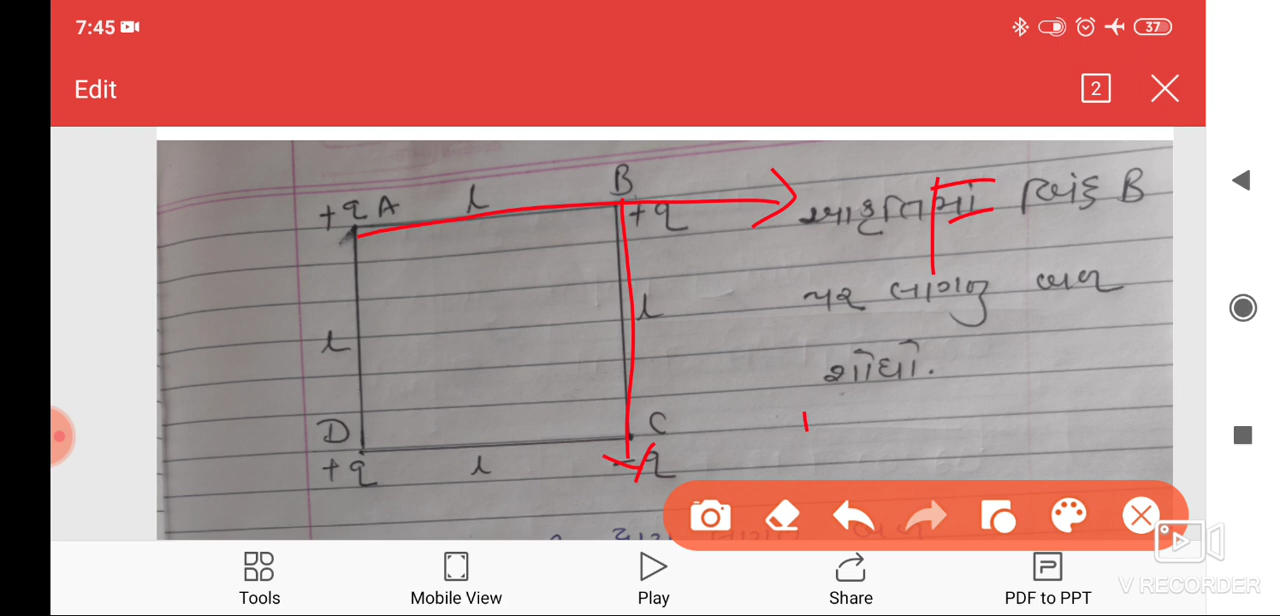 7:45
37
Edit
2
B
+q A l +q
આકૃતિમાં બિંદુ B
પર લાગતું બળ
l l
શોધો.
D C
+q l -q
Tools Mobile View Play Share PDF to PPT
V RECORDER